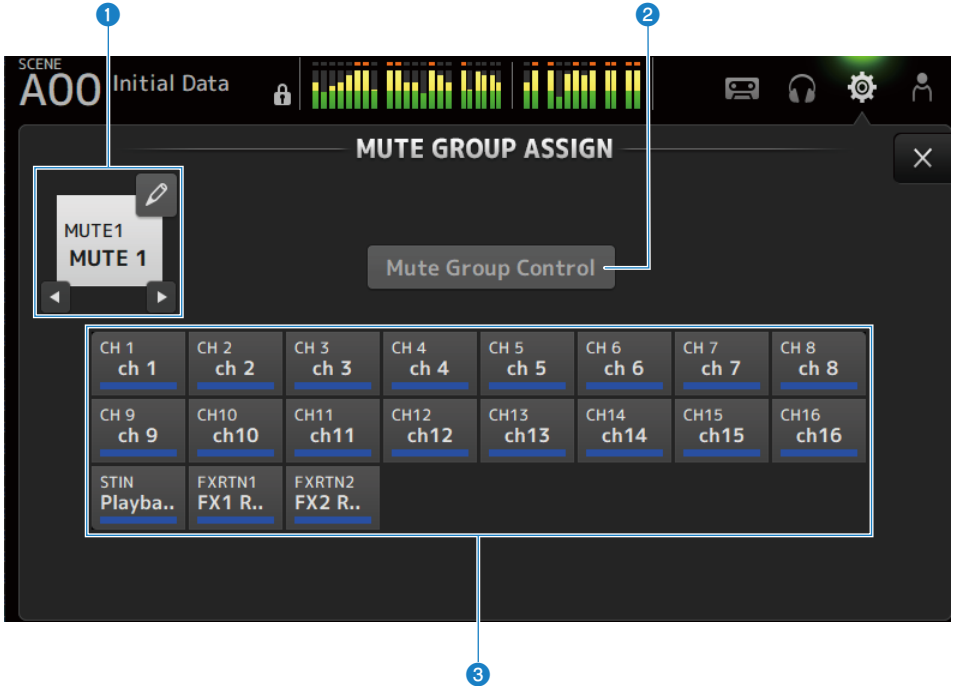 1 2
SCENE
A00 Initial Data
MUTE GROUP ASSIGN
MUTE1
MUTE 1
Mute Group Control
CH 1 CH 2 CH 3 CH 4 CH 5 CH 6 CH 7 CH 8
ch 1 ch 2 ch 3 ch 4 ch 5 ch 6 ch 7 ch 8
CH 9 CH10 CH11 CH12 CH13 CH14 CH15 CH16
ch 9 ch10 ch11 ch12 ch13 ch14 ch15 ch16
STIN FXRTN1 FXRTN2
Playba.. FX1 R.. FX2 R..
3